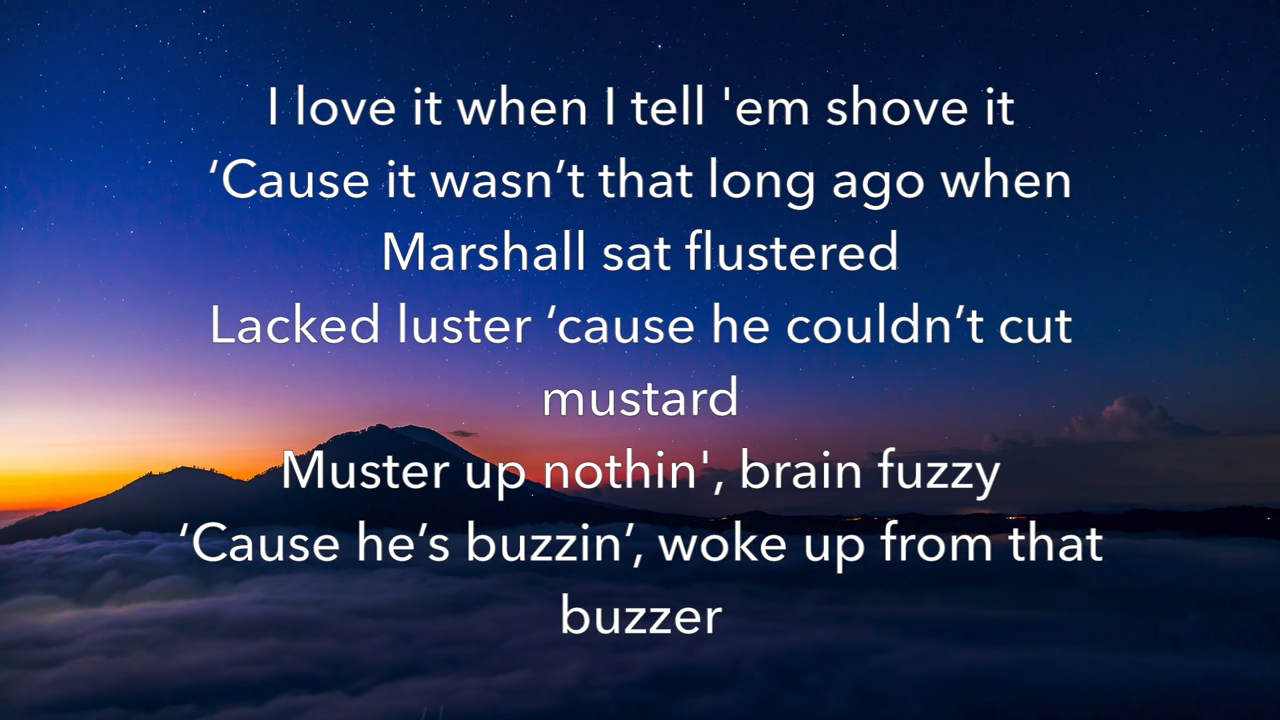 I love it when I tell 'em shove it
‘Cause it wasn’t that long ago when
Marshall sat flustered
Lacked luster ‘cause he couldn’t cut
mustard
Muster up nothin', brain fuzzy
‘Cause he’s buzzin’, woke up from that
buzzer